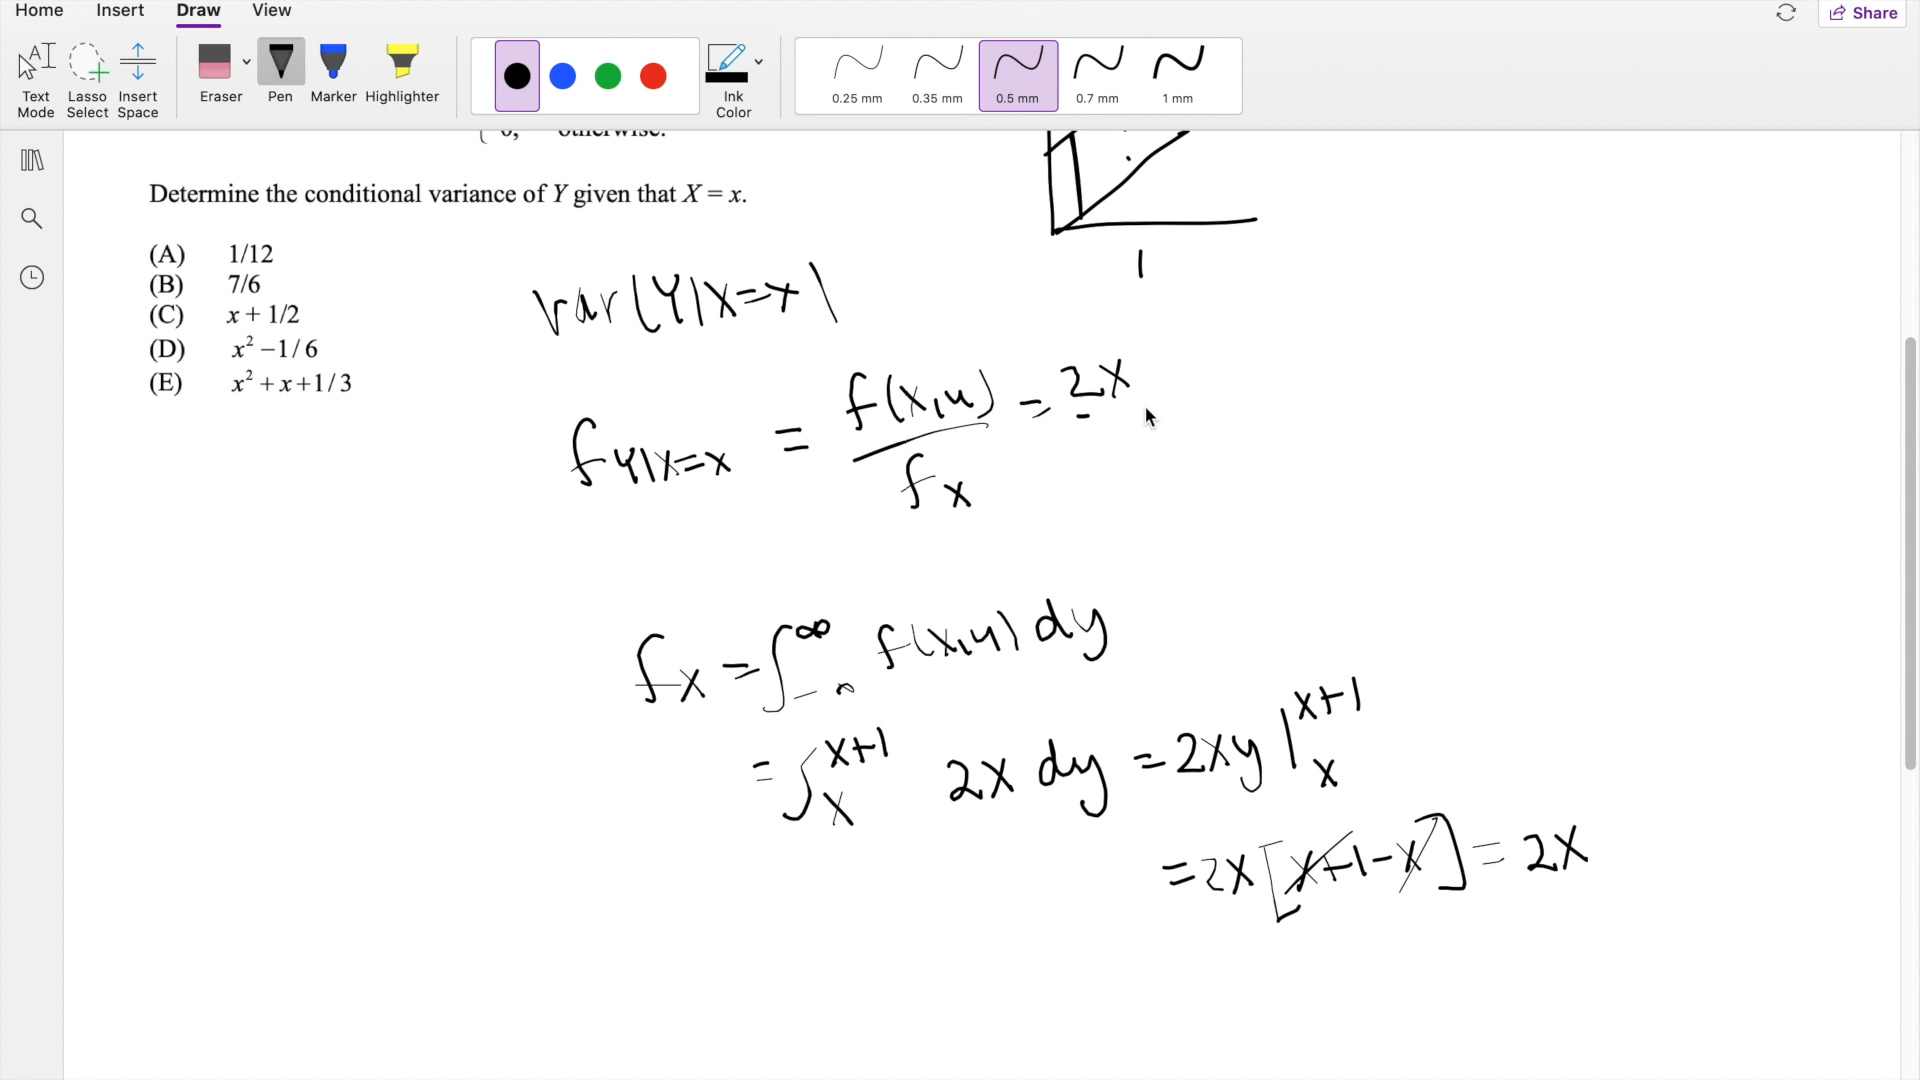 Home Insert Draw View
Share
Text Mode
Lasso Select
Insert Space
Eraser
Pen
Marker
Highlighter
Ink Color
0.25 mm
0.35 mm
0.5 mm
0.7 mm
1 mm
0, otherwise.
Determine the conditional variance of Y given that X = x.
(A) 1/12
(B) 7/6
(C) x + 1/2
(D) x² − 1/6
(E) x² + x + 1/3
1
var(Y|X=x)
f Y|X=x = f(x,y) / f x = 2x
f x = ∫_{-∞}^{∞} f(x,y) dy
= ∫_x^{x+1} 2x dy = 2xy |_x^{x+1}
= 2x [x+1-x] = 2x